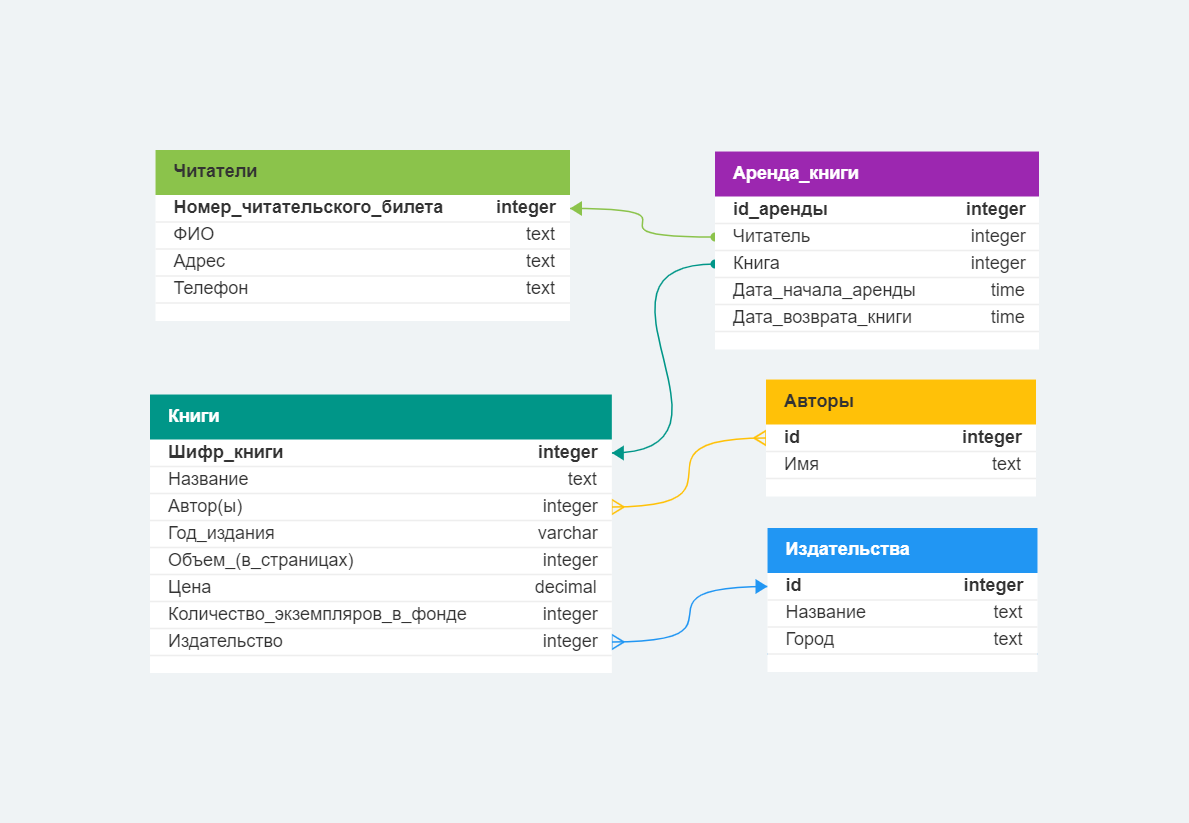 Читатели
Номер_читательского_билета integer
ФИО text
Адрес text
Телефон text
Аренда_книги
id_аренды integer
Читатель integer
Книга integer
Дата_начала_аренды time
Дата_возврата_книги time
Книги
Шифр_книги integer
Название text
Автор(ы) integer
Год_издания varchar
Объем_(в_страницах) integer
Цена decimal
Количество_экземпляров_в_фонде integer
Издательство integer
Авторы
id integer
Имя text
Издательства
id integer
Название text
Город text